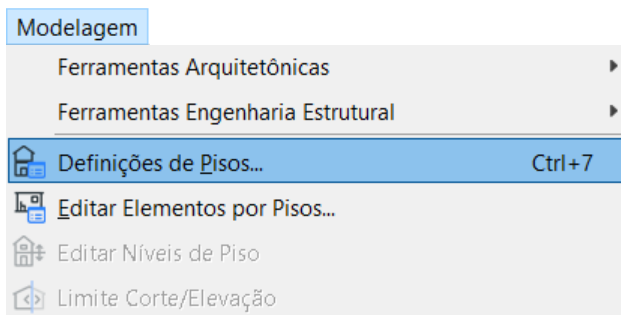 Modelagem
Ferramentas Arquitetônicas
Ferramentas Engenharia Estrutural
Definições de Pisos... Ctrl+7
Editar Elementos por Pisos...
Editar Níveis de Piso
Limite Corte/Elevação